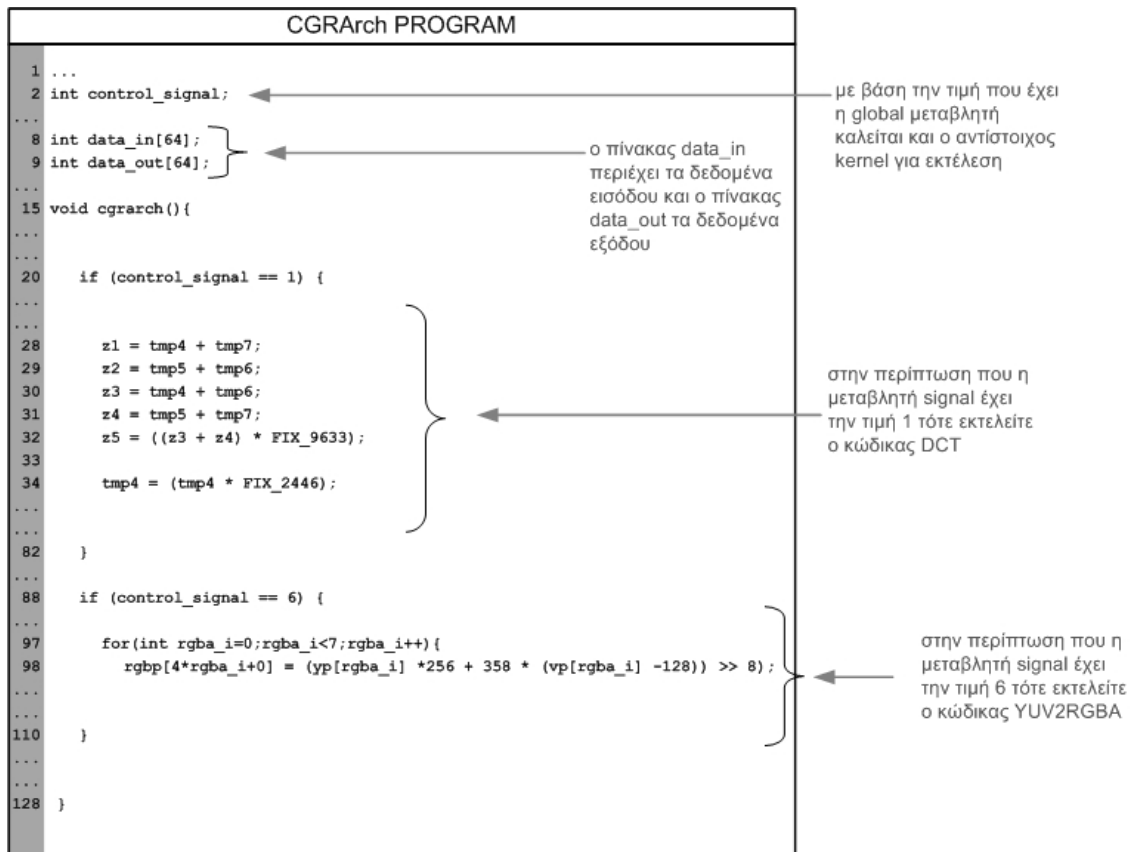 CGRArch PROGRAM
1 ...
2 int control_signal;
...
8 int data_in[64];
9 int data_out[64];
...
15 void cgrarch(){
...
...
20 if (control_signal == 1) {
...
...
28 z1 = tmp4 + tmp7;
29 z2 = tmp5 + tmp6;
30 z3 = tmp4 + tmp6;
31 z4 = tmp5 + tmp7;
32 z5 = ((z3 + z4) * FIX_9633);
33
34 tmp4 = (tmp4 * FIX_2446);
...
...
82 }
...
88 if (control_signal == 6) {
...
97 for(int rgba_i=0;rgba_i<7;rgba_i++){
98 rgbp[4*rgba_i+0] = (yp[rgba_i] *256 + 358 * (vp[rgba_i] -128)) >> 8);
...
...
110 }
...
...
128 }
με βάση την τιμή που έχει
η global μεταβλητή
καλείται και ο αντίστοιχος
kernel για εκτέλεση
ο πίνακας data_in
περιέχει τα δεδομένα
εισόδου και ο πίνακας
data_out τα δεδομένα
εξόδου
στην περίπτωση που η
μεταβλητή signal έχει
την τιμή 1 τότε εκτελείτε
ο κώδικας DCT
στην περίπτωση που η
μεταβλητή signal έχει
την τιμή 6 τότε εκτελείτε
ο κώδικας YUV2RGBA